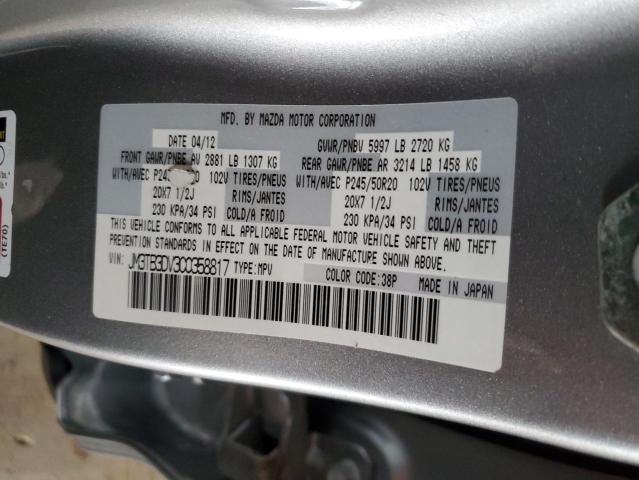 MFD. BY MAZDA MOTOR CORPORATION
DATE 04/12 GVWR/PNBV 5997 LB 2720 KG
FRONT GAWR/PNBE AV 2881 LB 1307 KG REAR GAWR/PNBE AR 3214 LB 1458 KG
WITH/AVEC 102V TIRES/PNEUS WITH/AVEC P245/50R20 102V TIRES/PNEUS
20X7 1/2J RIMS/JANTES 20X7 1/2J RIMS/JANTES
230 KPA/34 PSI COLD/A FROID 230 KPA/34 PSI COLD/A FROID
THIS VEHICLE CONFORMS TO ALL APPLICABLE FEDERAL MOTOR VEHICLE SAFETY AND THEFT
PREVENTION STANDARDS IN EFFECT ON THE DATE OF MANUFACTURE SHOWN ABOVE.
VIN: JM3TB3DV3C0358817 TYPE:MPV COLOR CODE:38P MADE IN JAPAN
(TE70)